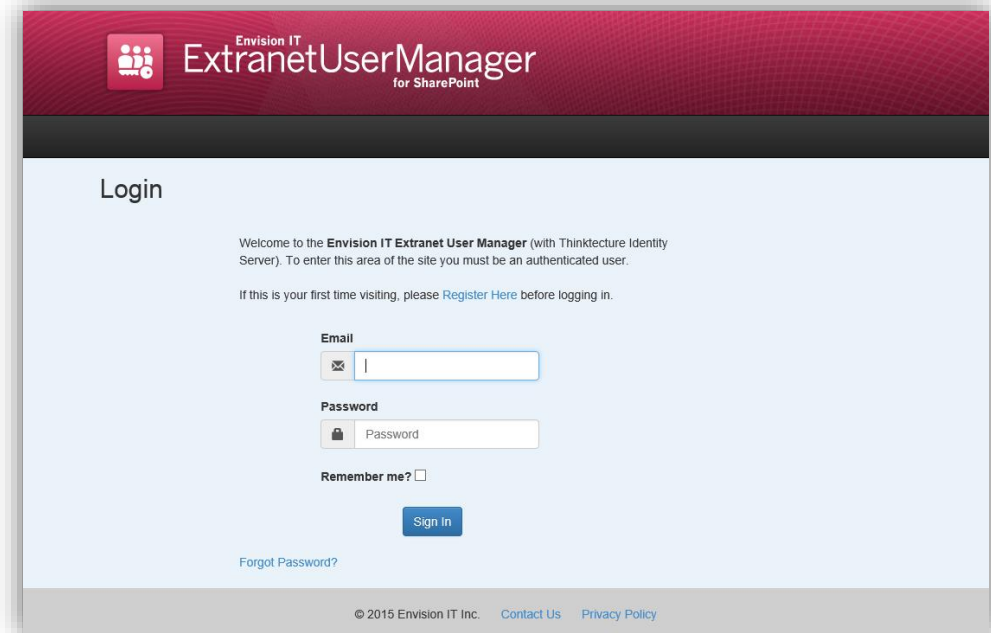 Envision IT
ExtranetUserManager
for SharePoint
Login
Welcome to the Envision IT Extranet User Manager (with Thinktecture Identity
Server). To enter this area of the site you must be an authenticated user.
If this is your first time visiting, please Register Here before logging in.
Email
Password
Password
Remember me?
Sign In
Forgot Password?
© 2015 Envision IT Inc. Contact Us Privacy Policy